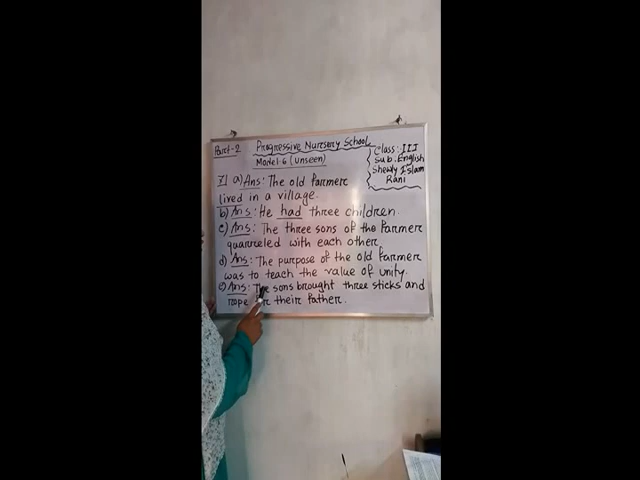 Part-2 Progressive Nursery School
Model-6 (Unseen)
Class: III
Sub: English
Shewly Islam
Rani
7| a) Ans: The old farmer
lived in a village.
b) Ans: He had three children.
c) Ans: The three sons of the farmer
quarreled with each other.
d) Ans: The purpose of the old farmer
was to teach the value of unity.
e) Ans: The sons brought three sticks and
rope their father.